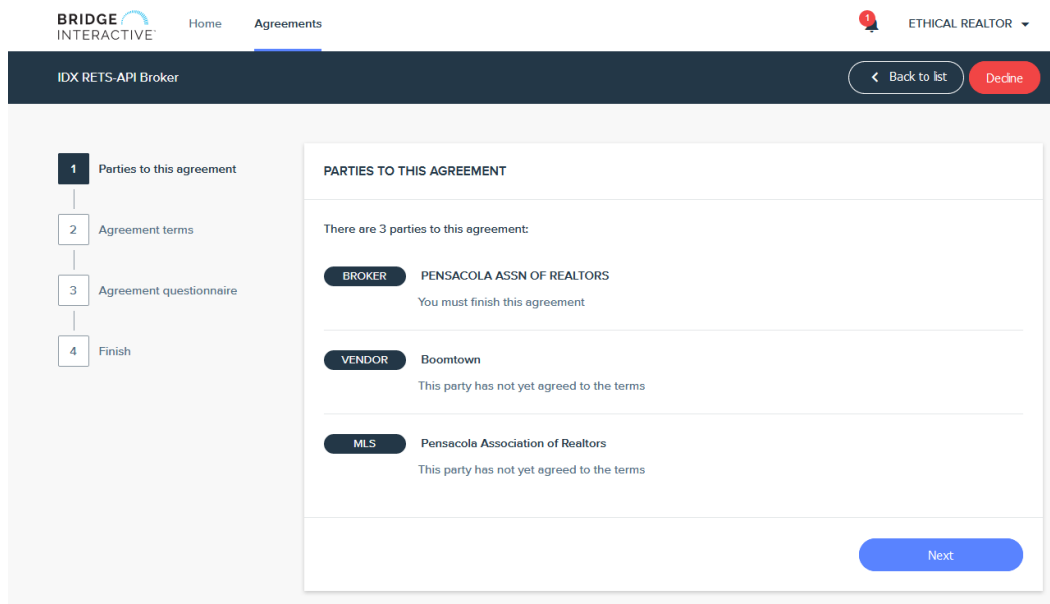 BRIDGE
INTERACTIVE
Home
Agreements
1
ETHICAL REALTOR
IDX RETS-API Broker
Back to list
Decline
1 Parties to this agreement
2 Agreement terms
3 Agreement questionnaire
4 Finish
PARTIES TO THIS AGREEMENT
There are 3 parties to this agreement:
BROKER PENSACOLA ASSN OF REALTORS
You must finish this agreement
VENDOR Boomtown
This party has not yet agreed to the terms
MLS Pensacola Association of Realtors
This party has not yet agreed to the terms
Next